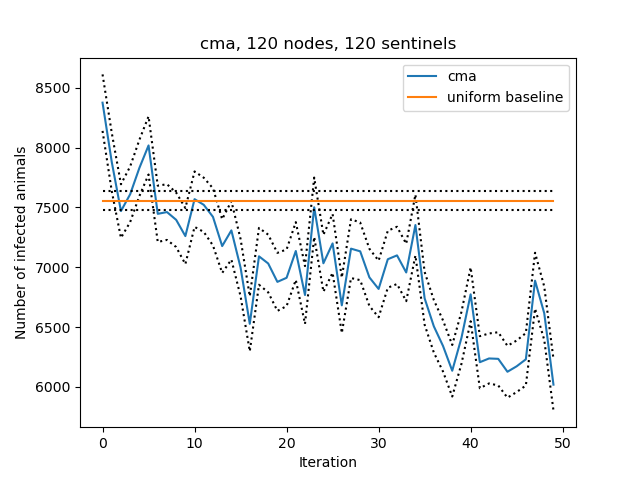 cma, 120 nodes, 120 sentinels
cma
uniform baseline
Number of infected animals
8500
8000
7500
7000
6500
6000
0 10 20 30 40 50
Iteration